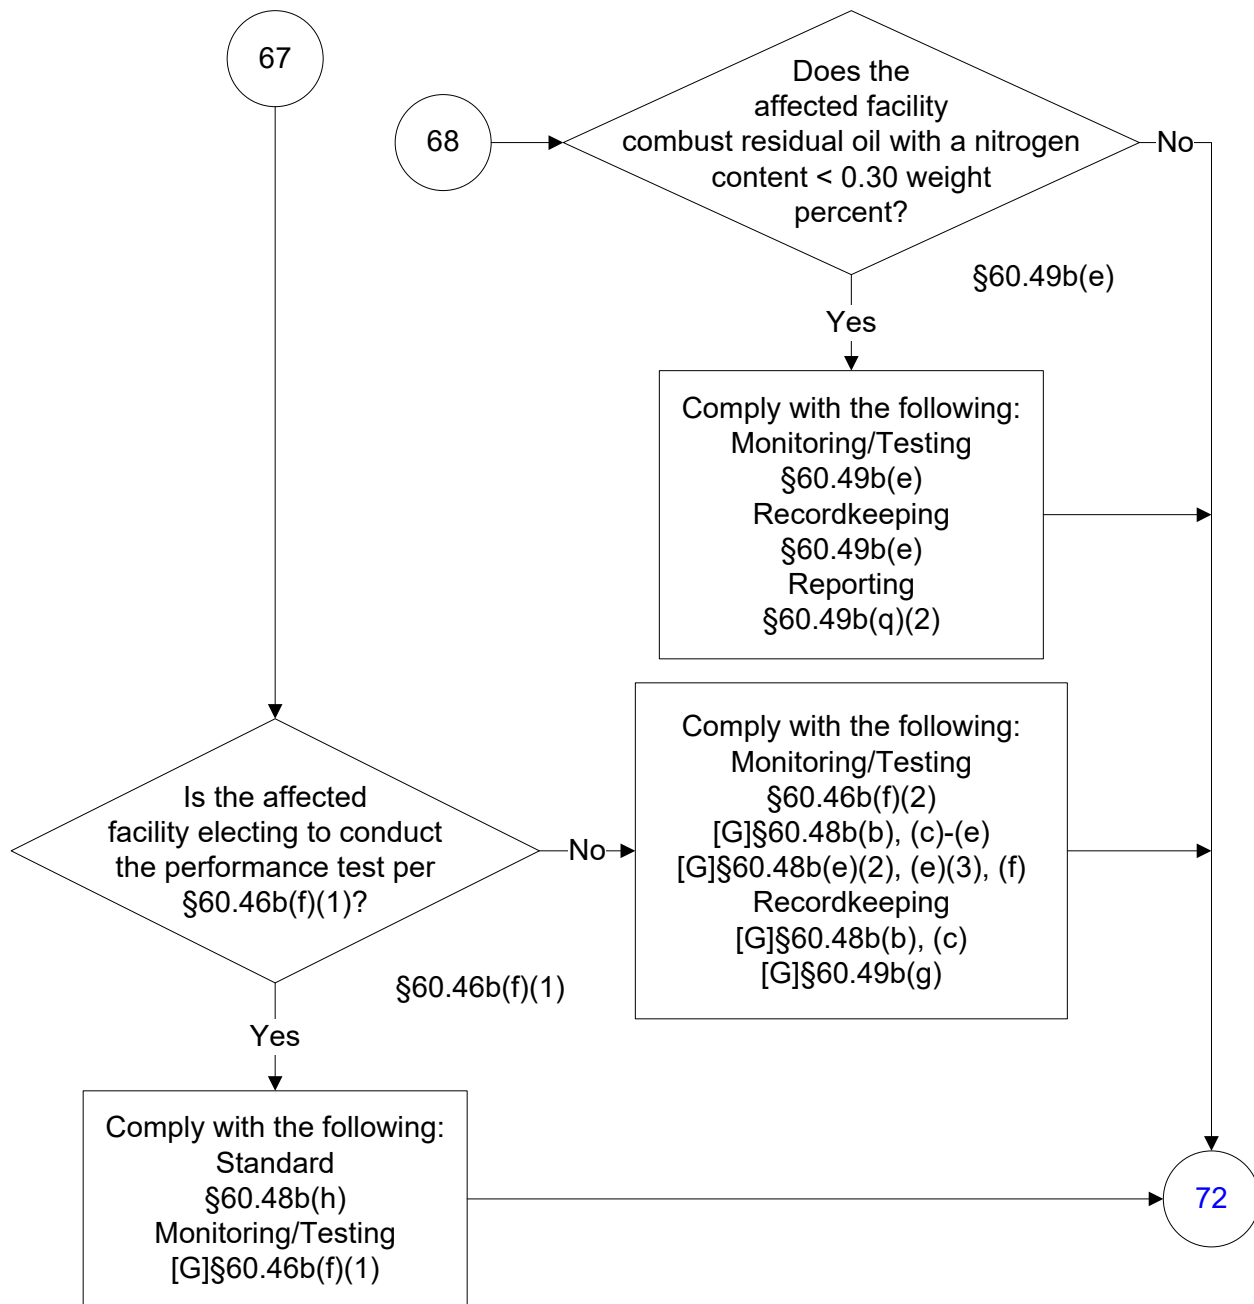 67
68
Does the
affected facility
combust residual oil with a nitrogen
content < 0.30 weight
percent?
No
§60.49b(e)
Yes
Comply with the following:
Monitoring/Testing
§60.49b(e)
Recordkeeping
§60.49b(e)
Reporting
§60.49b(q)(2)
Is the affected
facility electing to conduct
the performance test per
§60.46b(f)(1)?
No
Comply with the following:
Monitoring/Testing
§60.46b(f)(2)
[G]§60.48b(b), (c)-(e)
[G]§60.48b(e)(2), (e)(3), (f)
Recordkeeping
[G]§60.48b(b), (c)
[G]§60.49b(g)
§60.46b(f)(1)
Yes
Comply with the following:
Standard
§60.48b(h)
Monitoring/Testing
[G]§60.46b(f)(1)
72